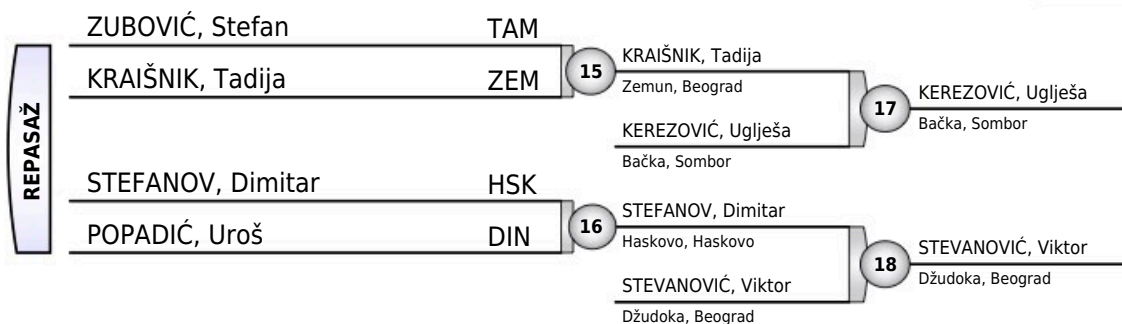 REPASAŽ
ZUBOVIĆ, Stefan TAM
KRAIŠNIK, Tadija ZEM
15
KRAIŠNIK, Tadija
Zemun, Beograd
KEREZOVIĆ, Uglješa
Bačka, Sombor
17
KEREZOVIĆ, Uglješa
Bačka, Sombor
STEFANOV, Dimitar HSK
POPADIĆ, Uroš DIN
16
STEFANOV, Dimitar
Haskovo, Haskovo
STEVANOVIĆ, Viktor
Džudoka, Beograd
18
STEVANOVIĆ, Viktor
Džudoka, Beograd